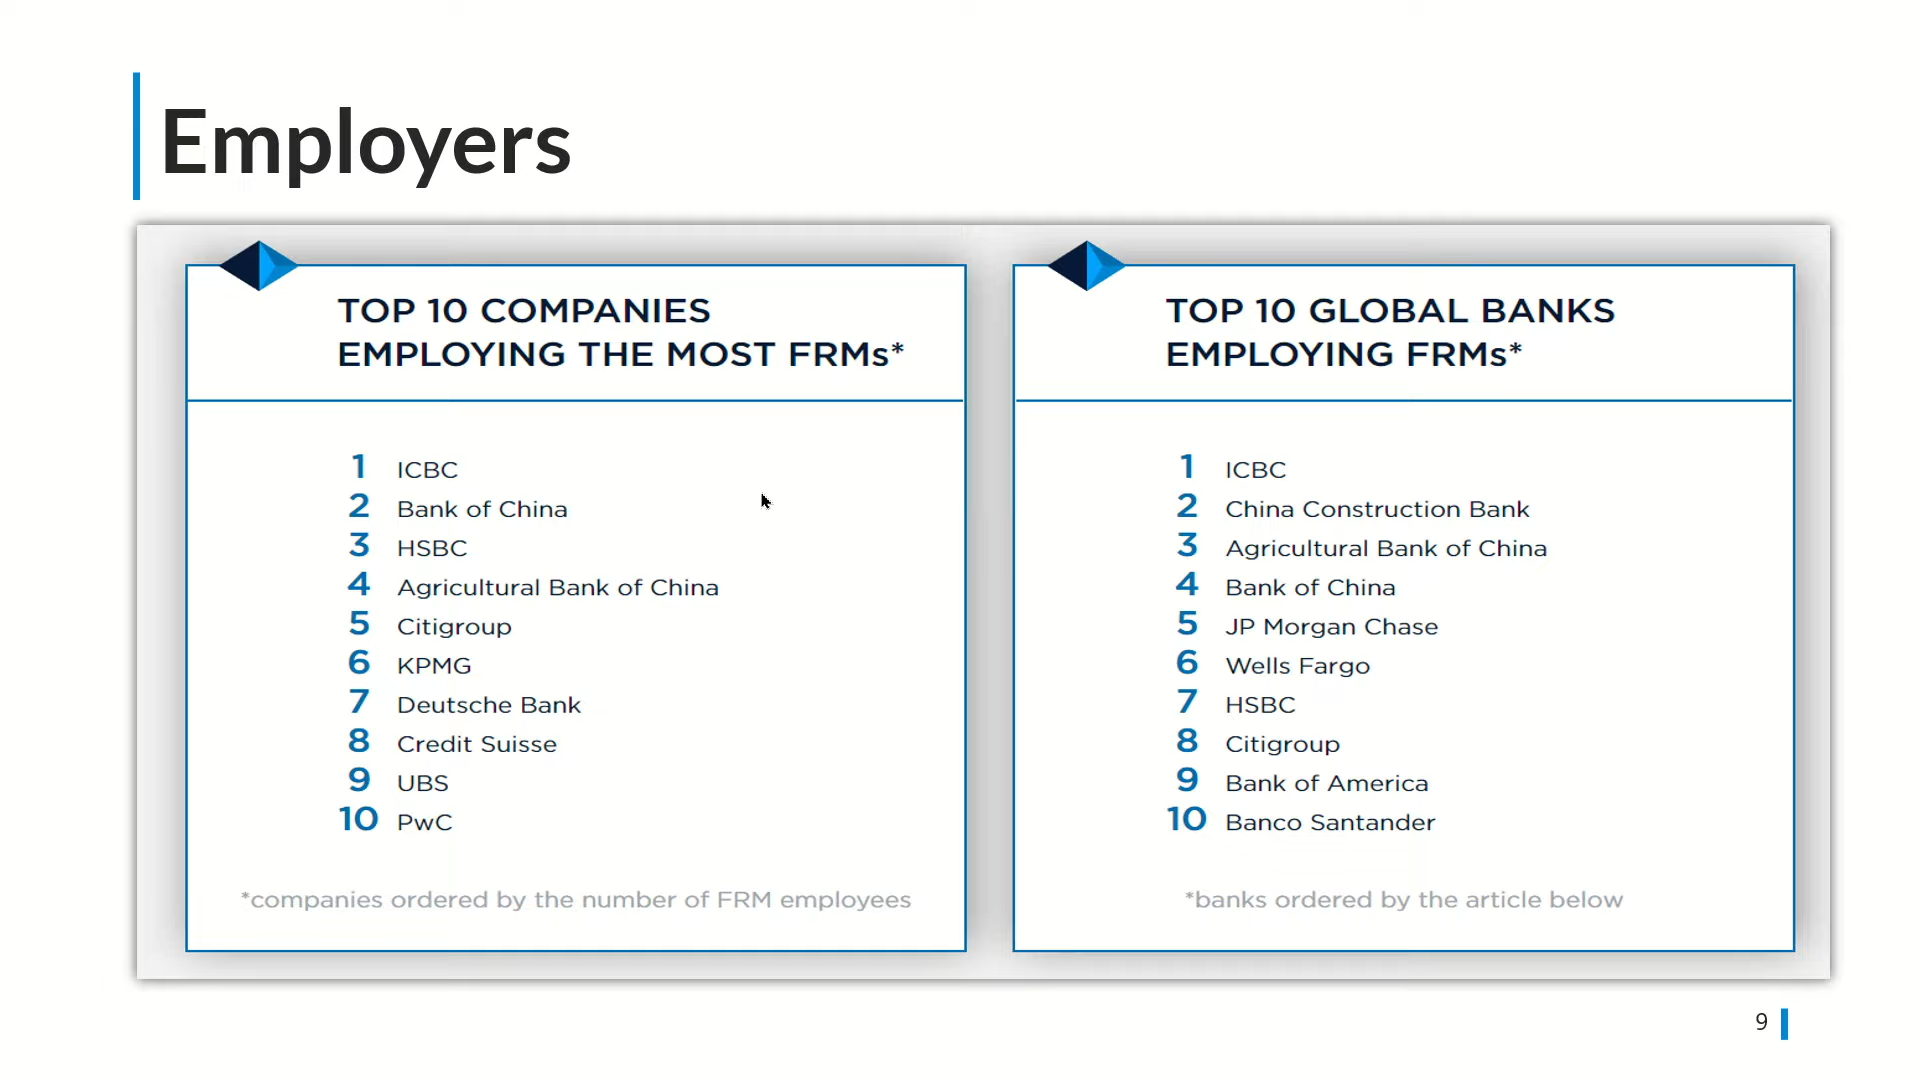 Employers
TOP 10 COMPANIES
EMPLOYING THE MOST FRMs*
1 ICBC
2 Bank of China
3 HSBC
4 Agricultural Bank of China
5 Citigroup
6 KPMG
7 Deutsche Bank
8 Credit Suisse
9 UBS
10 PwC
*companies ordered by the number of FRM employees
TOP 10 GLOBAL BANKS
EMPLOYING FRMs*
1 ICBC
2 China Construction Bank
3 Agricultural Bank of China
4 Bank of China
5 JP Morgan Chase
6 Wells Fargo
7 HSBC
8 Citigroup
9 Bank of America
10 Banco Santander
*banks ordered by the article below
9